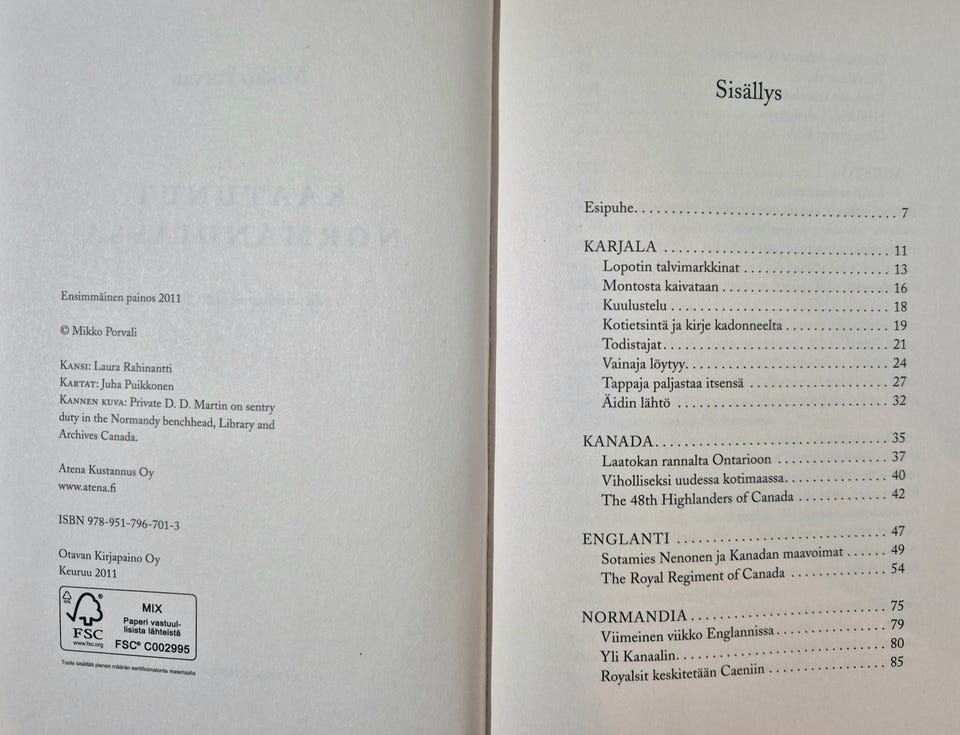 Ensimmäinen painos 2011
© Mikko Porvali
KANSI: Laura Rahinantti
KARTAT: Juha Puikkonen
KANNEN KUVA: Private D. D. Martin on sentry
duty in the Normandy benchhead, Library and
Archives Canada.
Atena Kustannus Oy
www.atena.fi
ISBN 978-951-796-701-3
Otavan Kirjapaino Oy
Keuruu 2011
FSC
www.fsc.org
MIX
Paperi vastuul-
lisista lähteistä
FSC® C002995
Tuote sisältää pienen määrän sertifioimatonta materiaalia
Sisällys
Esipuhe. . . . . . . . . . . . . . . . . . . . . . . . . . . . . . . . . . . . 7
KARJALA . . . . . . . . . . . . . . . . . . . . . . . . . . . . . . . 11
Lopotin talvimarkkinat . . . . . . . . . . . . . . . . . . . . 13
Montosta kaivataan . . . . . . . . . . . . . . . . . . . . . . . 16
Kuulustelu . . . . . . . . . . . . . . . . . . . . . . . . . . . . . . 18
Kotietsintä ja kirje kadonneelta . . . . . . . . . . . . . . 19
Todistajat. . . . . . . . . . . . . . . . . . . . . . . . . . . . . . . 21
Vainaja löytyy. . . . . . . . . . . . . . . . . . . . . . . . . . . . 24
Tappaja paljastaa itsensä . . . . . . . . . . . . . . . . . . . 27
Äidin lähtö . . . . . . . . . . . . . . . . . . . . . . . . . . . . . 32
KANADA. . . . . . . . . . . . . . . . . . . . . . . . . . . . . . . . 35
Laatokan rannalta Ontarioon . . . . . . . . . . . . . . . 37
Viholliseksi uudessa kotimaassa. . . . . . . . . . . . . . 40
The 48th Highlanders of Canada . . . . . . . . . . . . 42
ENGLANTI . . . . . . . . . . . . . . . . . . . . . . . . . . . . . 47
Sotamies Nenonen ja Kanadan maavoimat . . . . . . 49
The Royal Regiment of Canada . . . . . . . . . . . . . 54
NORMANDIA . . . . . . . . . . . . . . . . . . . . . . . . . . . 75
Viimeinen viikko Englannissa. . . . . . . . . . . . . . . 79
Yli Kanaalin. . . . . . . . . . . . . . . . . . . . . . . . . . . . . 80
Royalsit keskitetään Caeniin . . . . . . . . . . . . . . . . 85